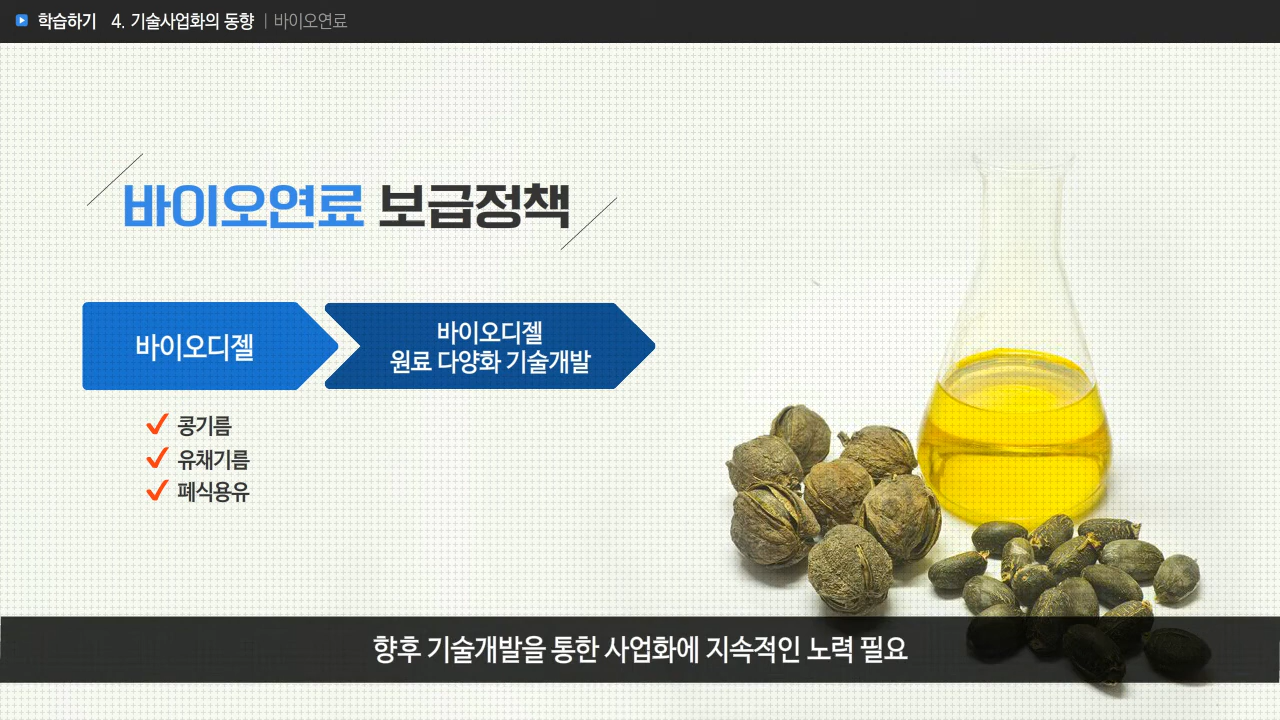 학습하기 4. 기술사업화의 동향 | 바이오연료
바이오연료 보급정책
바이오디젤
바이오디젤
원료 다양화 기술개발
콩기름
유채기름
폐식용유
향후 기술개발을 통한 사업화에 지속적인 노력 필요